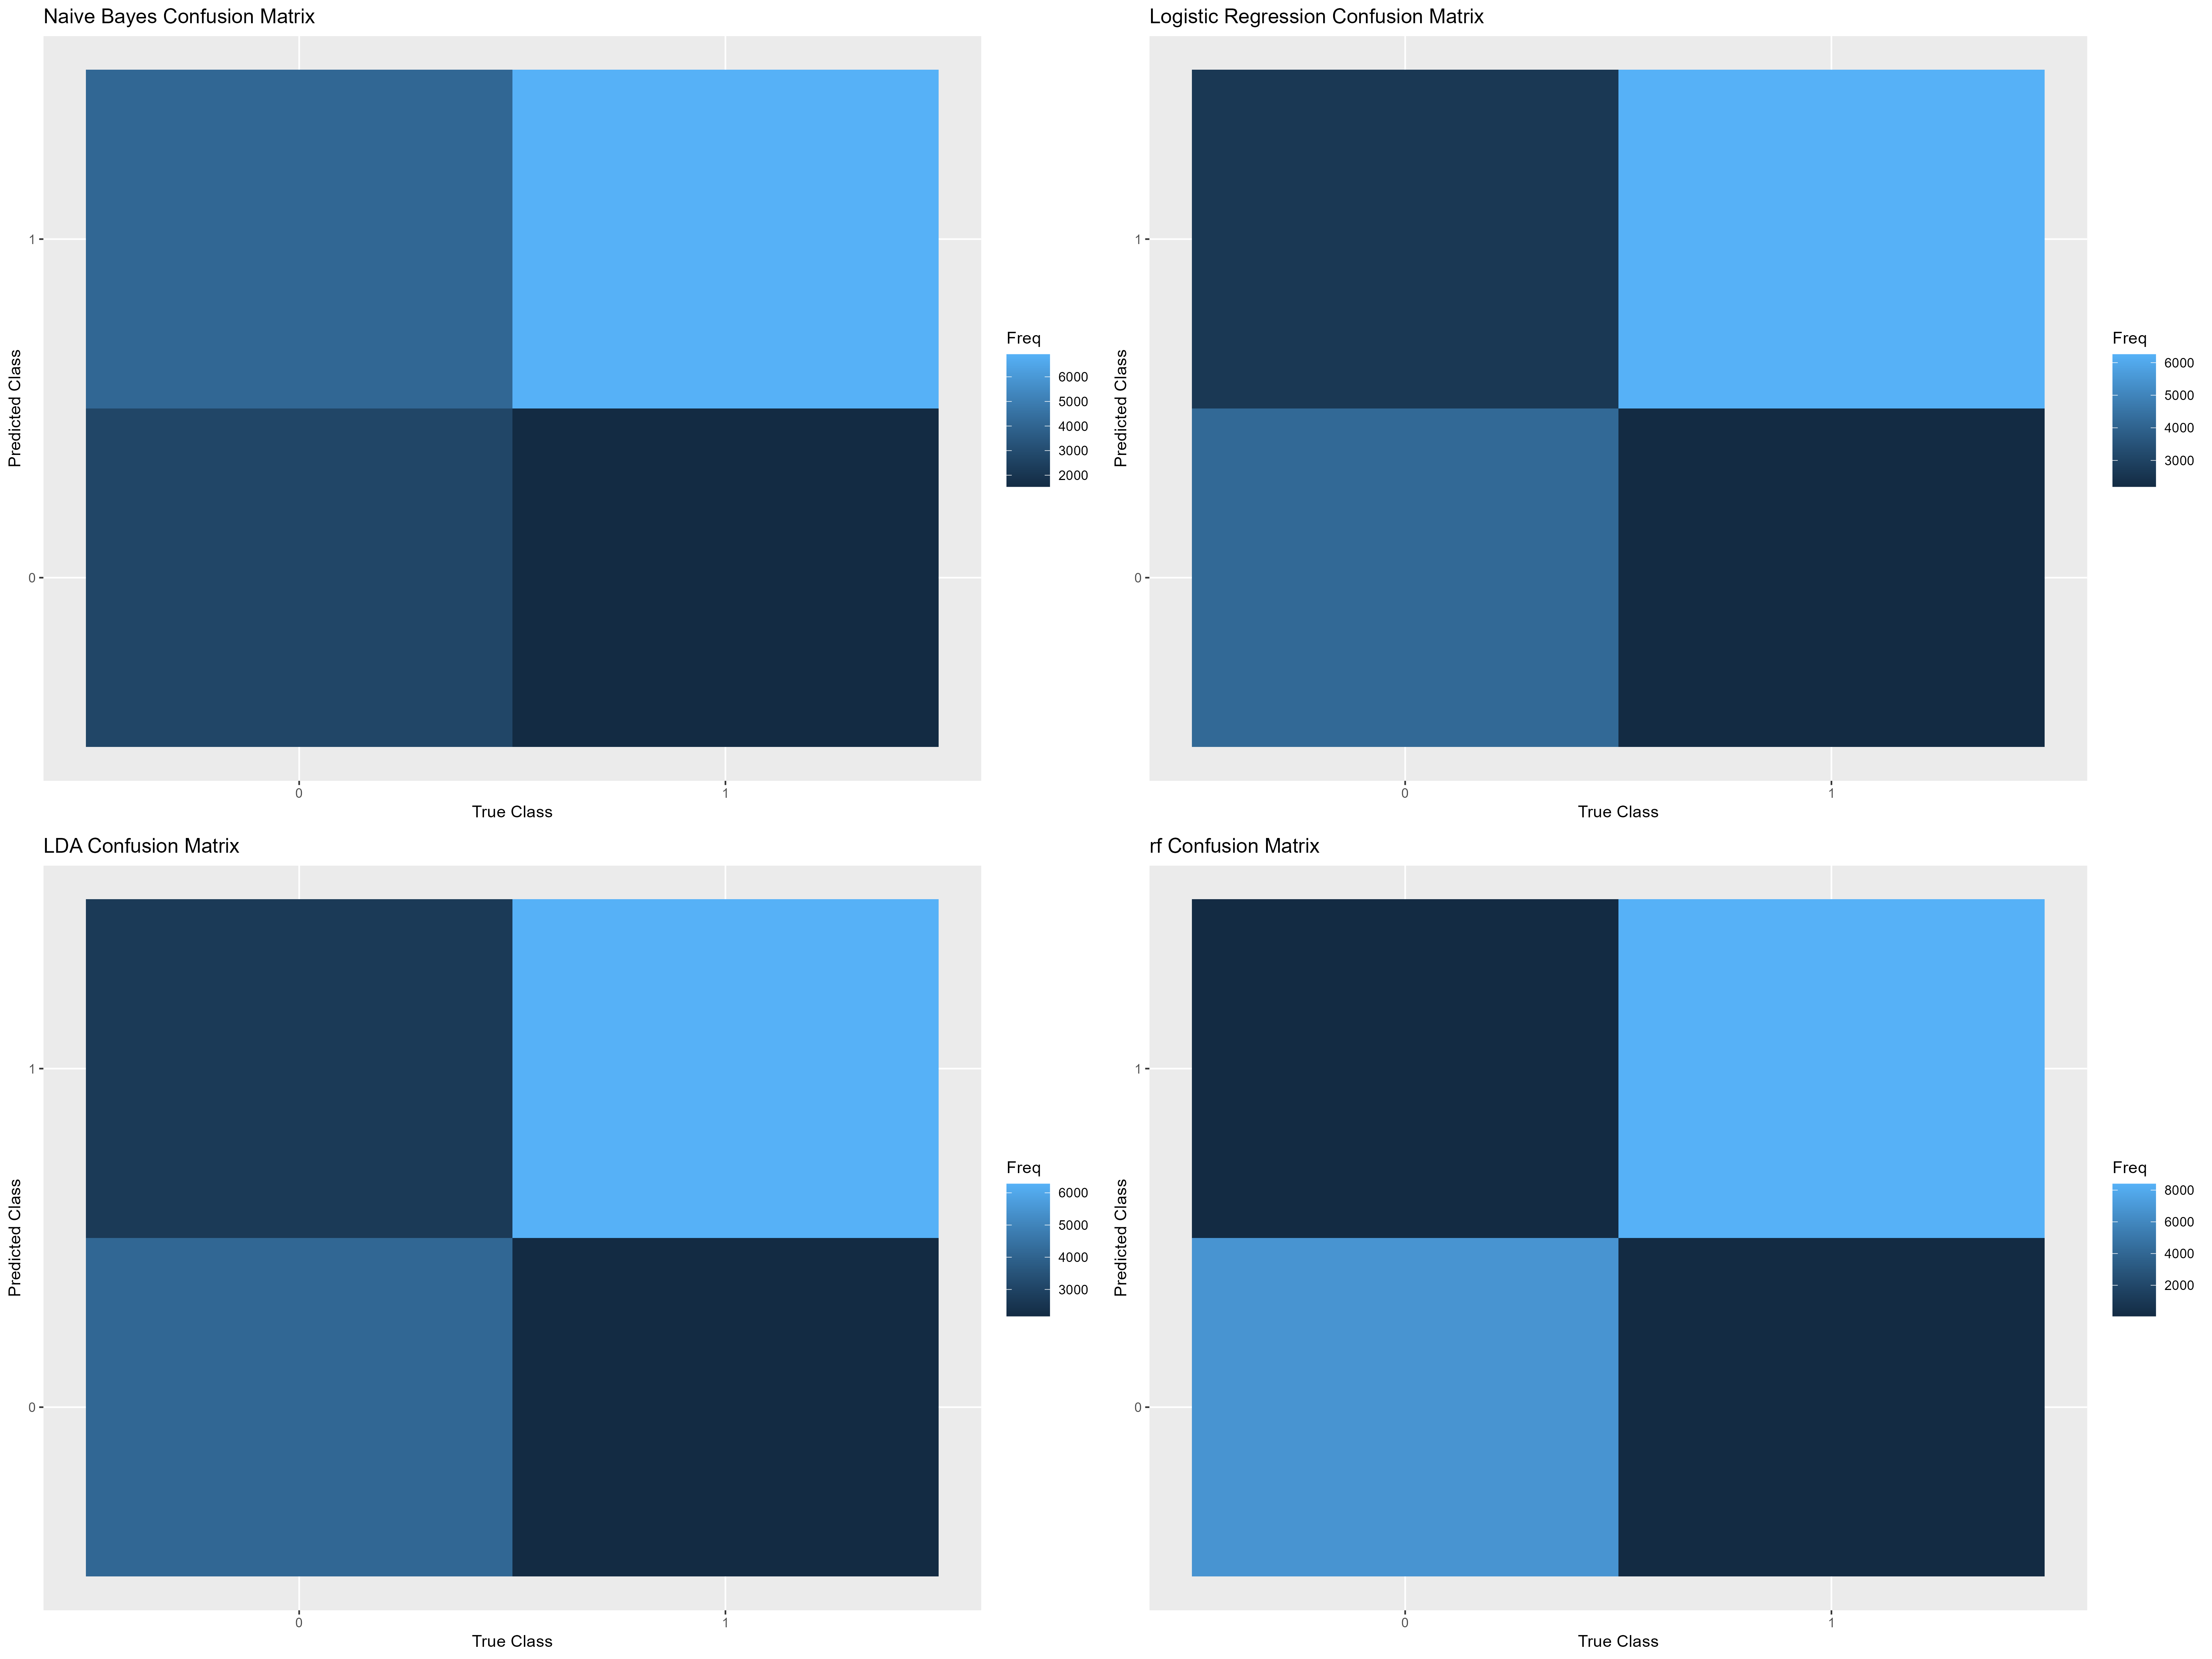 Naive Bayes Confusion Matrix
Predicted Class
1
0
0 1
True Class
Freq
6000
5000
4000
3000
2000
Logistic Regression Confusion Matrix
Predicted Class
1
0
0 1
True Class
Freq
6000
5000
4000
3000
LDA Confusion Matrix
Predicted Class
1
0
0 1
True Class
Freq
6000
5000
4000
3000
rf Confusion Matrix
Predicted Class
1
0
0 1
True Class
Freq
8000
6000
4000
2000